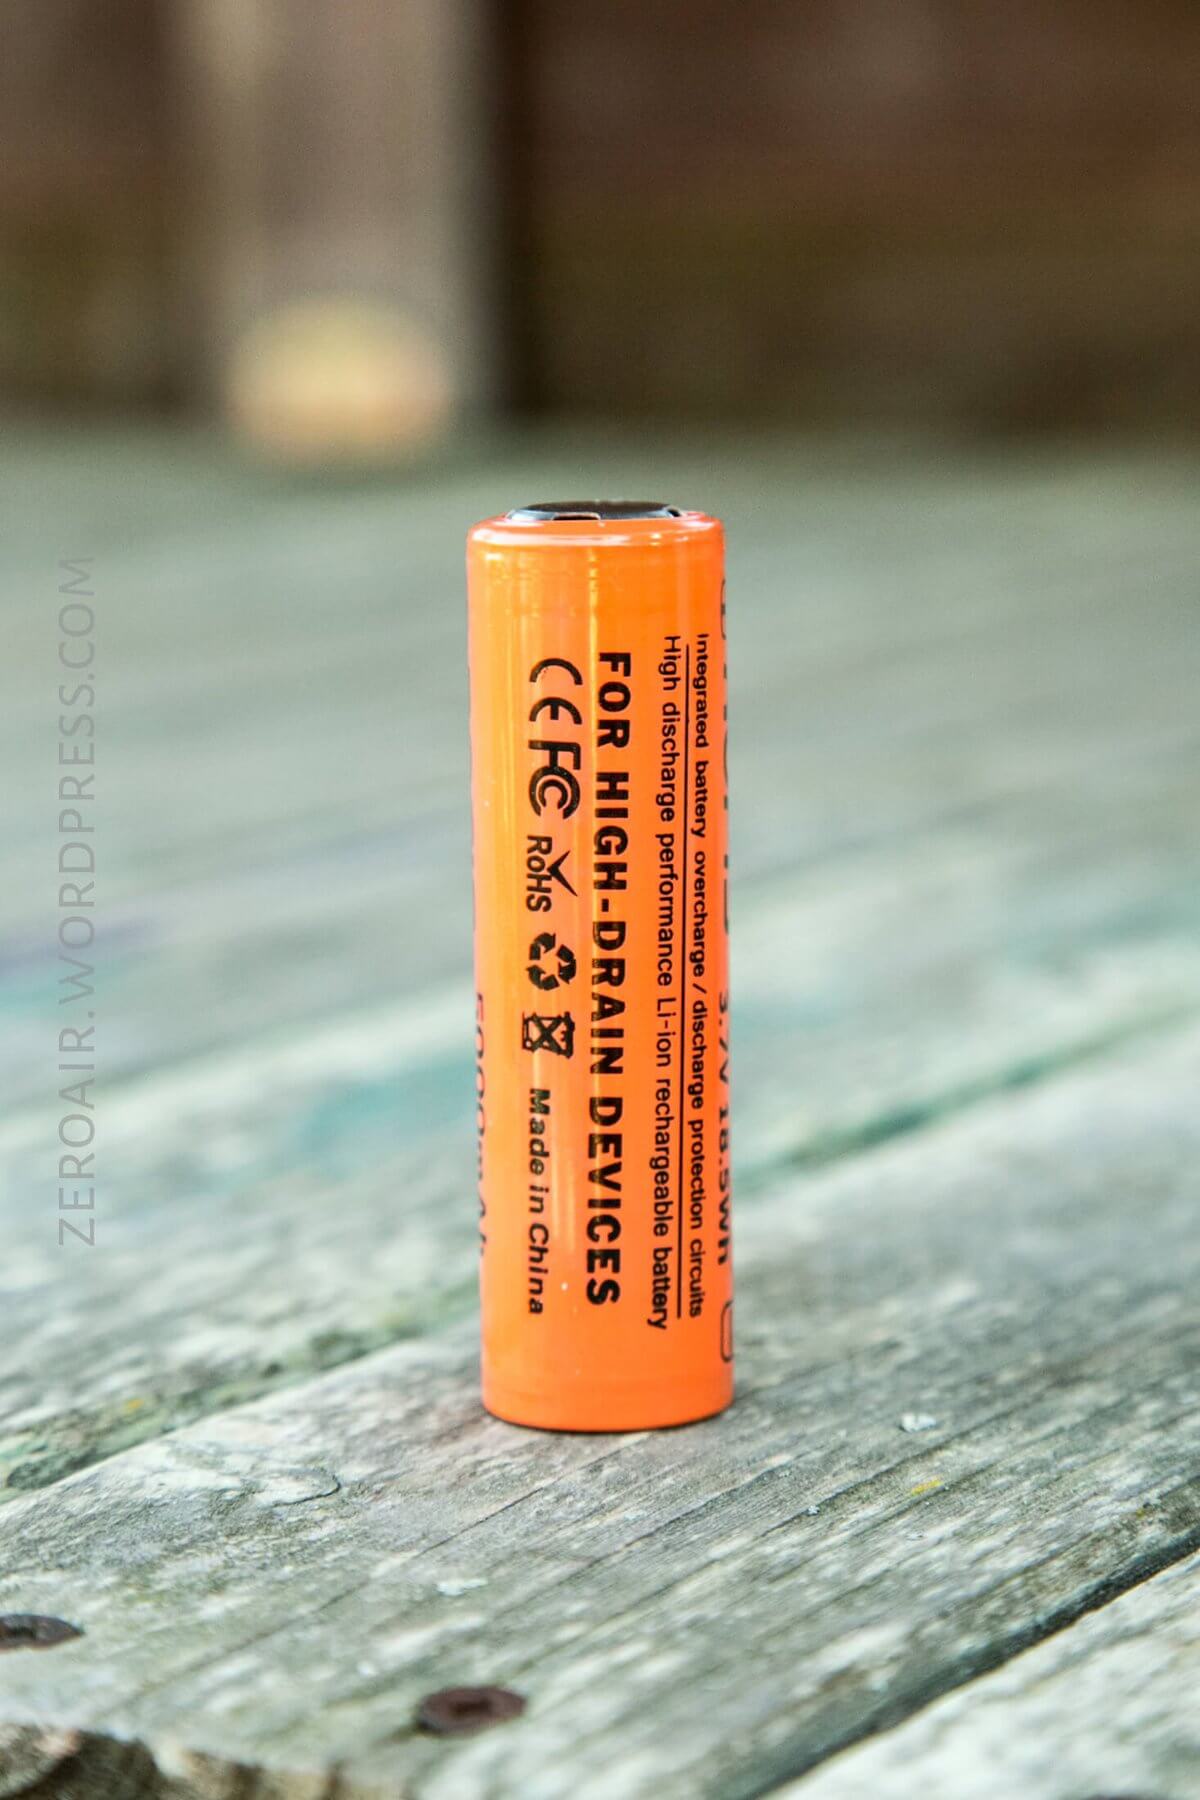 3.7V 18.5Wh
Integrated battery overcharge / discharge protection circuits
High discharge performance Li-ion rechargeable battery
FOR HIGH-DRAIN DEVICES
CE FC RoHS Made in China
5000mAh
ZEROAIR.WORDPRESS.COM